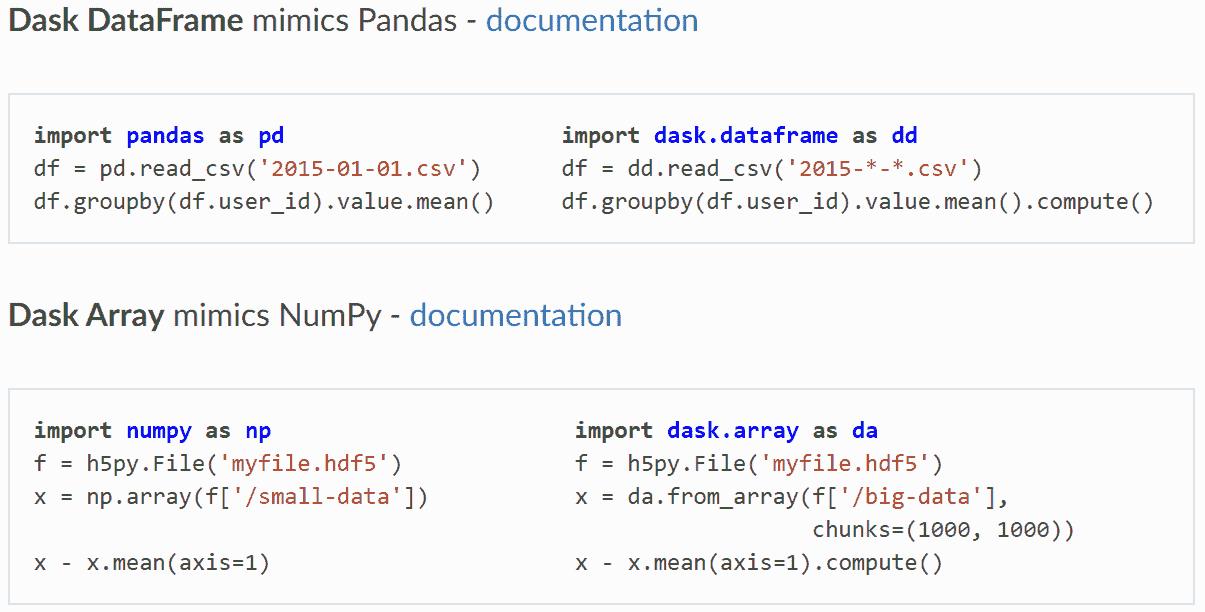 Dask DataFrame mimics Pandas - documentation
import pandas as pd
df = pd.read_csv('2015-01-01.csv')
df.groupby(df.user_id).value.mean()
import dask.dataframe as dd
df = dd.read_csv('2015-*-*.csv')
df.groupby(df.user_id).value.mean().compute()
Dask Array mimics NumPy - documentation
import numpy as np
f = h5py.File('myfile.hdf5')
x = np.array(f['/small-data'])
x - x.mean(axis=1)
import dask.array as da
f = h5py.File('myfile.hdf5')
x = da.from_array(f['/big-data'],
chunks=(1000, 1000))
x - x.mean(axis=1).compute()